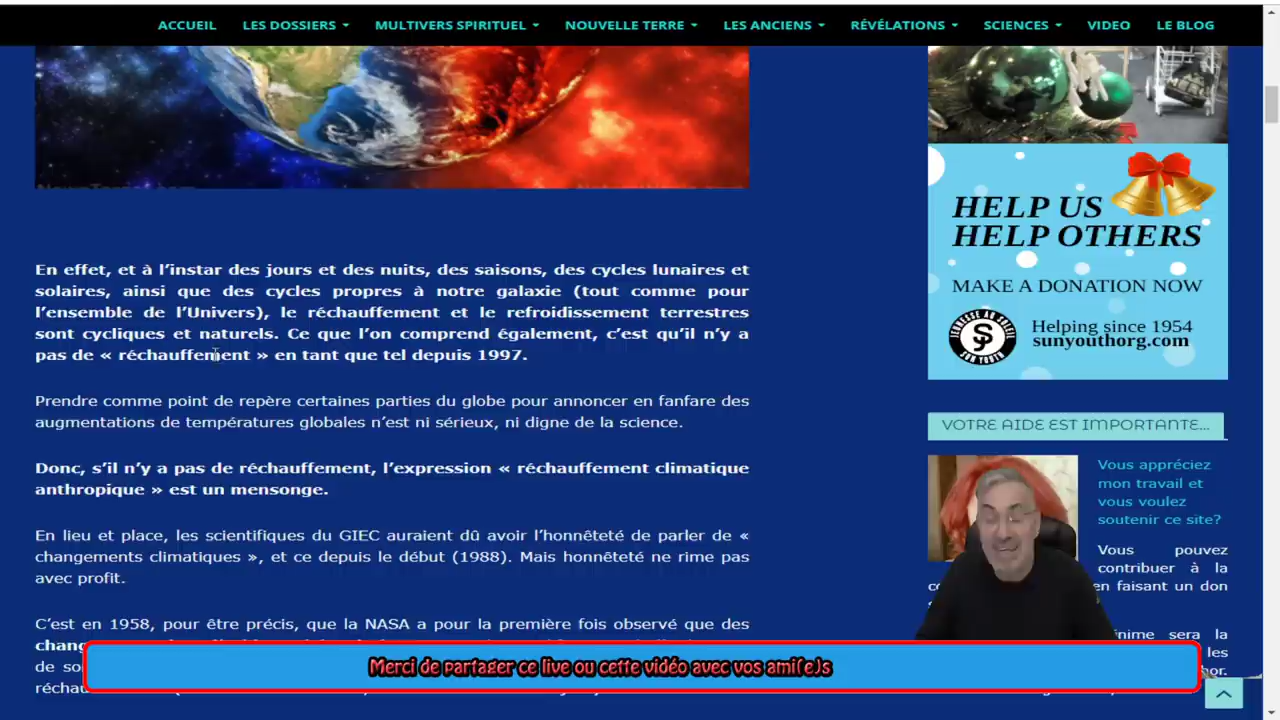 ACCUEIL LES DOSSIERS MULTIVERS SPIRITUEL NOUVELLE TERRE LES ANCIENS RÉVÉLATIONS SCIENCES VIDEO LE BLOG
En effet, et à l'instar des jours et des nuits, des saisons, des cycles lunaires et
solaires, ainsi que des cycles propres à notre galaxie (tout comme pour
l'ensemble de l'Univers), le réchauffement et le refroidissement terrestres
sont cycliques et naturels. Ce que l'on comprend également, c'est qu'il n'y a
pas de « réchauffement » en tant que tel depuis 1997.
Prendre comme point de repère certaines parties du globe pour annoncer en fanfare des
augmentations de températures globales n'est ni sérieux, ni digne de la science.
Donc, s'il n'y a pas de réchauffement, l'expression « réchauffement climatique
anthropique » est un mensonge.
En lieu et place, les scientifiques du GIEC auraient dû avoir l'honnêteté de parler de «
changements climatiques », et ce depuis le début (1988). Mais honnêteté ne rime pas
avec profit.
C'est en 1958, pour être précis, que la NASA a pour la première fois observé que des
HELP US
HELP OTHERS
MAKE A DONATION NOW
JEUNESSE AU SOLEIL
SUN YOUTH
Helping since 1954
sunyouthorg.com
VOTRE AIDE EST IMPORTANTE...
Vous appréciez
mon travail et
vous voulez
soutenir ce site?
Vous pouvez
contribuer à la
en faisant un don
sera la
les
Merci de partager ce live ou cette vidéo avec vos ami(e)s